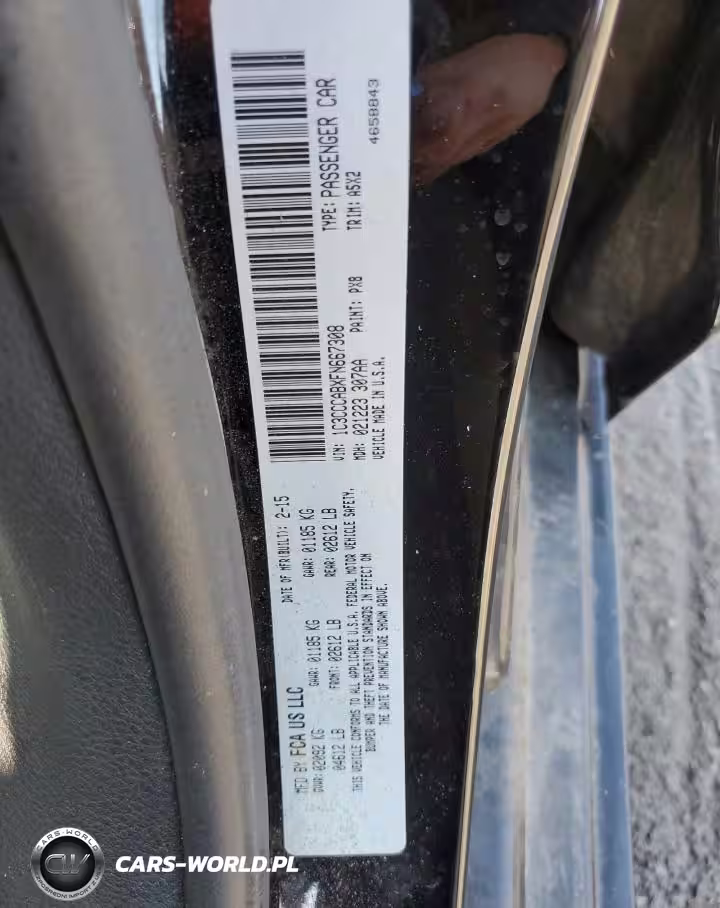 MFD BY FCA US LLC
DATE OF MFR(BUILT): 2-15
GVWR: 02092 KG
04612 LB
GAWR: 01185 KG
FRONT: 02612 LB
GAWR: 01185 KG
REAR: 02612 LB
THIS VEHICLE CONFORMS TO ALL APPLICABLE U.S.A. FEDERAL MOTOR VEHICLE SAFETY,
BUMPER AND THEFT PREVENTION STANDARDS IN EFFECT ON
THE DATE OF MANUFACTURE SHOWN ABOVE.
VIN: 1C3CCCABXFN667308
TYPE: PASSENGER CAR
MDH: 021223 307AA
PAINT: PX8
TRIM: A5X2
VEHICLE MADE IN U.S.A.
4658843
CARS-WORLD
CW
CARS-WORLD.PL